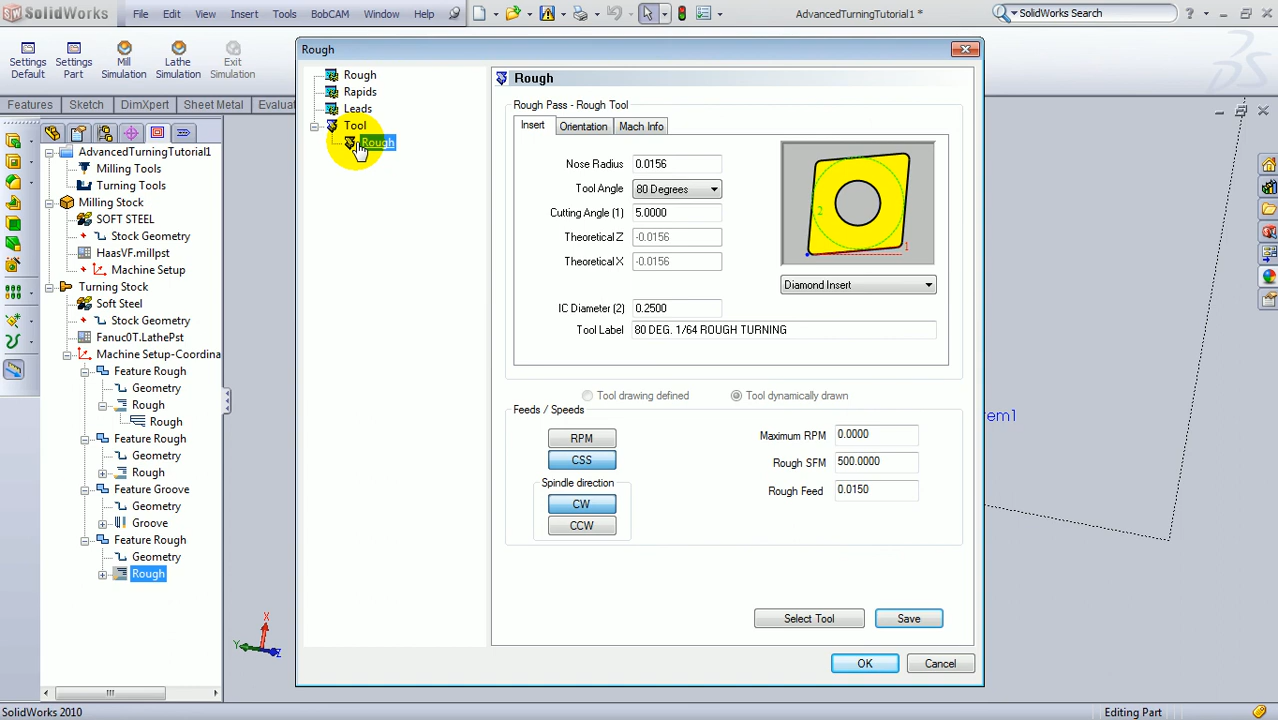 SolidWorks
File
Edit
View
Insert
Tools
BobCAM
Window
Help
AdvancedTurningTutorial1 *
SolidWorks Search
Settings Default
Settings Part
Mill Simulation
Lathe Simulation
Exit Simulation
Features
Sketch
DimXpert
Sheet Metal
Evaluat
AdvancedTurningTutorial1
Milling Tools
Turning Tools
Milling Stock
SOFT STEEL
Stock Geometry
HaasVF.millpst
Machine Setup
Turning Stock
Soft Steel
Stock Geometry
Fanuc0T.LathePst
Machine Setup-Coordina
Feature Rough
Geometry
Rough
Rough
Feature Rough
Geometry
Rough
Feature Groove
Geometry
Groove
Feature Rough
Geometry
Rough
Rough
Rough
Rapids
Leads
Tool
Rough
Rough
Rough Pass - Rough Tool
Insert
Orientation
Mach Info
Nose Radius 0.0156
Tool Angle 80 Degrees
Cutting Angle (1) 5.0000
Theoretical Z -0.0156
Theoretical X -0.0156
2
1
Diamond Insert
IC Diameter (2) 0.2500
Tool Label 80 DEG. 1/64 ROUGH TURNING
Tool drawing defined
Tool dynamically drawn
Feeds / Speeds
RPM
CSS
Spindle direction
CW
CCW
Maximum RPM 0.0000
Rough SFM 500.0000
Rough Feed 0.0150
Select Tool
Save
OK
Cancel
em1
X
Y
Z
SolidWorks 2010
Editing Part